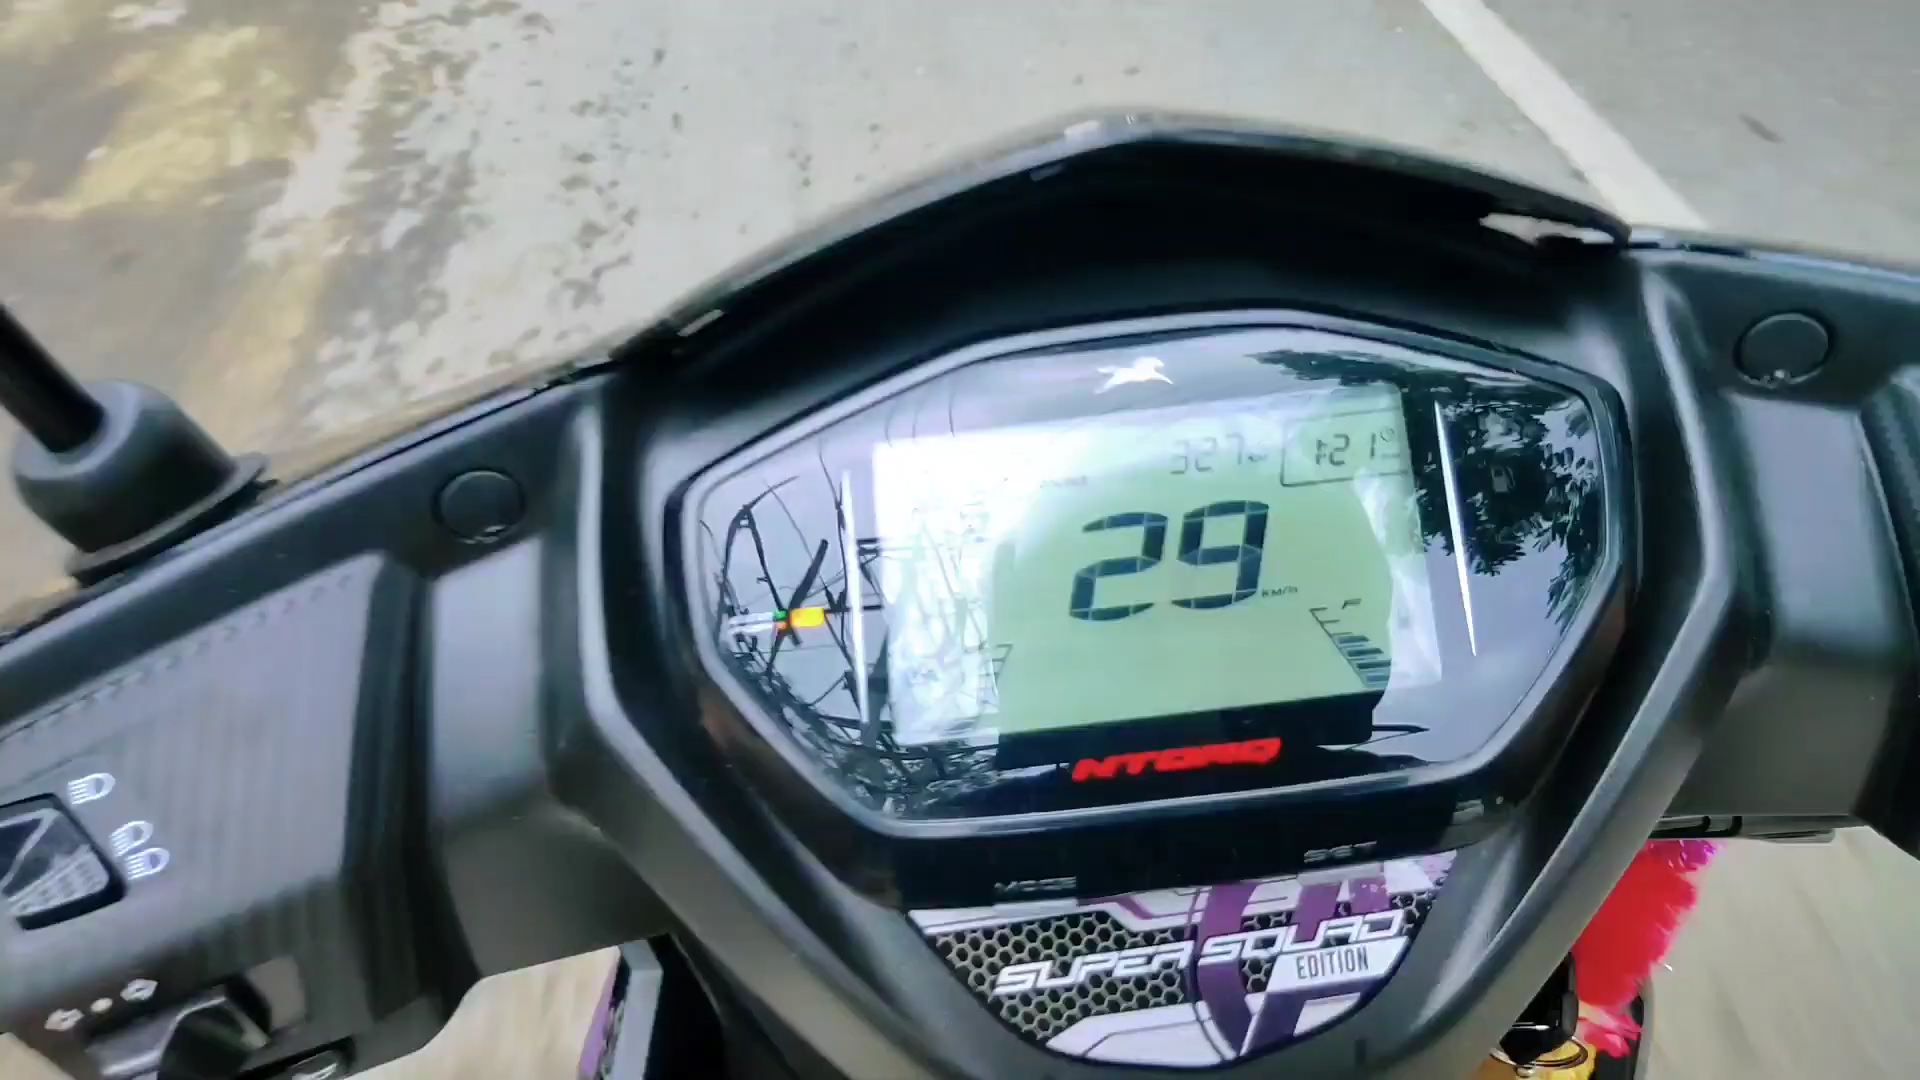 29
KM/h
F
NTORQ
SET
MODE
SUPER SQUAD
EDITION